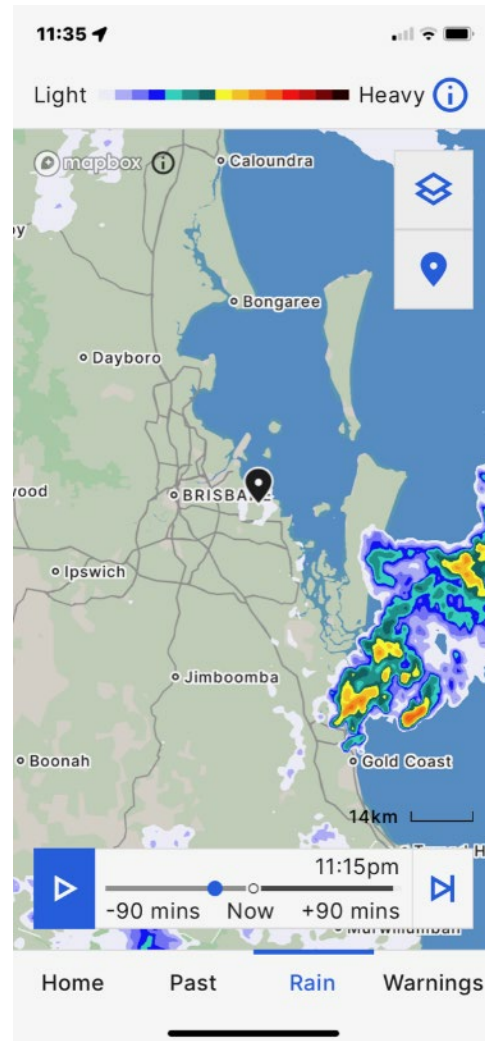 11:35
Light Heavy
mapbox
Caloundra
Bongaree
Dayboro
BRISBA
Ipswich
Jimboomba
Boonah
Gold Coast
14km
11:15pm
-90 mins Now +90 mins
Home Past Rain Warnings